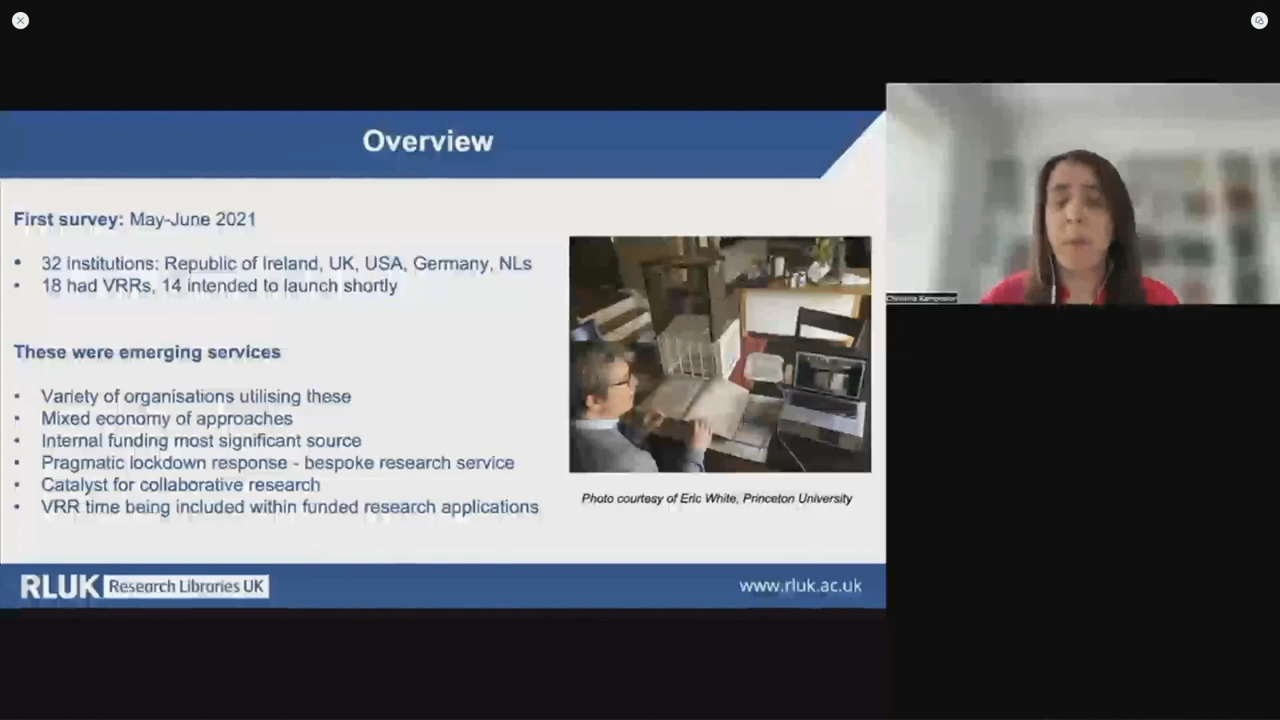 Overview
First survey: May-June 2021
• 32 Institutions: Republic of Ireland, UK, USA, Germany, NLs
• 18 had VRRs, 14 intended to launch shortly
These were emerging services
• Variety of organisations utilising these
• Mixed economy of approaches
• Internal funding most significant source
• Pragmatic lockdown response - bespoke research service
• Catalyst for collaborative research
• VRR time being included within funded research applications
Photo courtesy of Eric White, Princeton University
RLUK Research Libraries UK
www.rluk.ac.uk
Christina